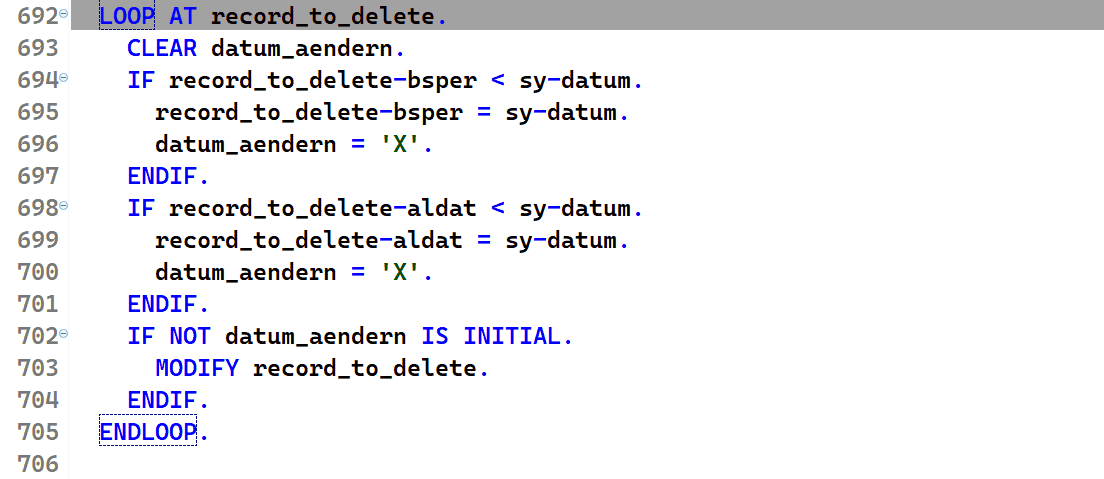 692 LOOP AT record_to_delete.
693 CLEAR datum_aendern.
694 IF record_to_delete-bsper < sy-datum.
695 record_to_delete-bsper = sy-datum.
696 datum_aendern = 'X'.
697 ENDIF.
698 IF record_to_delete-aldat < sy-datum.
699 record_to_delete-aldat = sy-datum.
700 datum_aendern = 'X'.
701 ENDIF.
702 IF NOT datum_aendern IS INITIAL.
703 MODIFY record_to_delete.
704 ENDIF.
705 ENDLOOP.
706